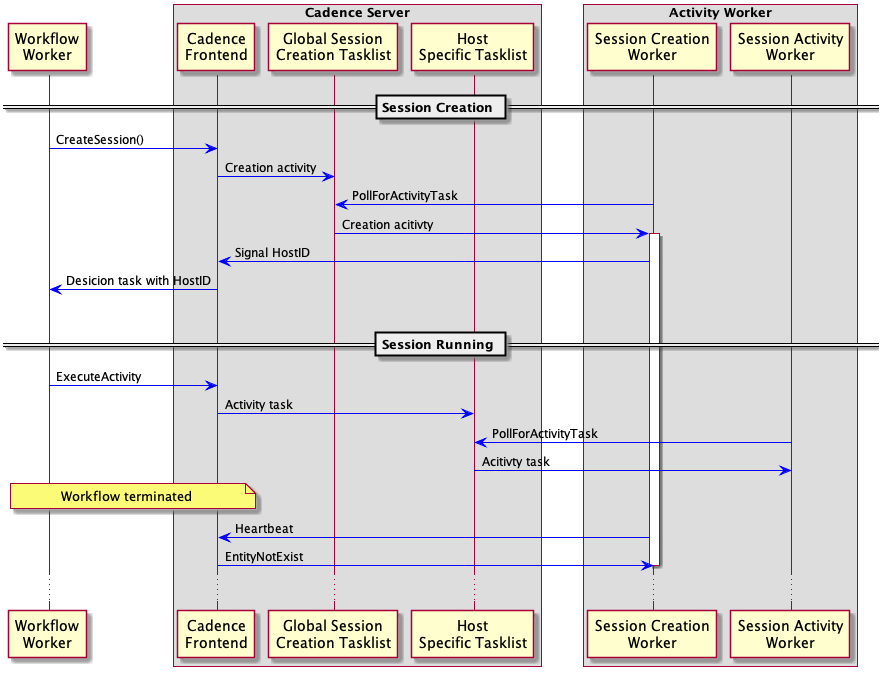 Cadence Server
Activity Worker
Workflow
Worker
Cadence
Frontend
Global Session
Creation Tasklist
Host
Specific Tasklist
Session Creation
Worker
Session Activity
Worker
Session Creation
CreateSession()
Creation activity
PollForActivityTask
Creation acitivty
Signal HostID
Desicion task with HostID
Session Running
ExecuteActivity
Activity task
PollForActivityTask
Acitivty task
Workflow terminated
Heartbeat
EntityNotExist
Workflow
Worker
Cadence
Frontend
Global Session
Creation Tasklist
Host
Specific Tasklist
Session Creation
Worker
Session Activity
Worker